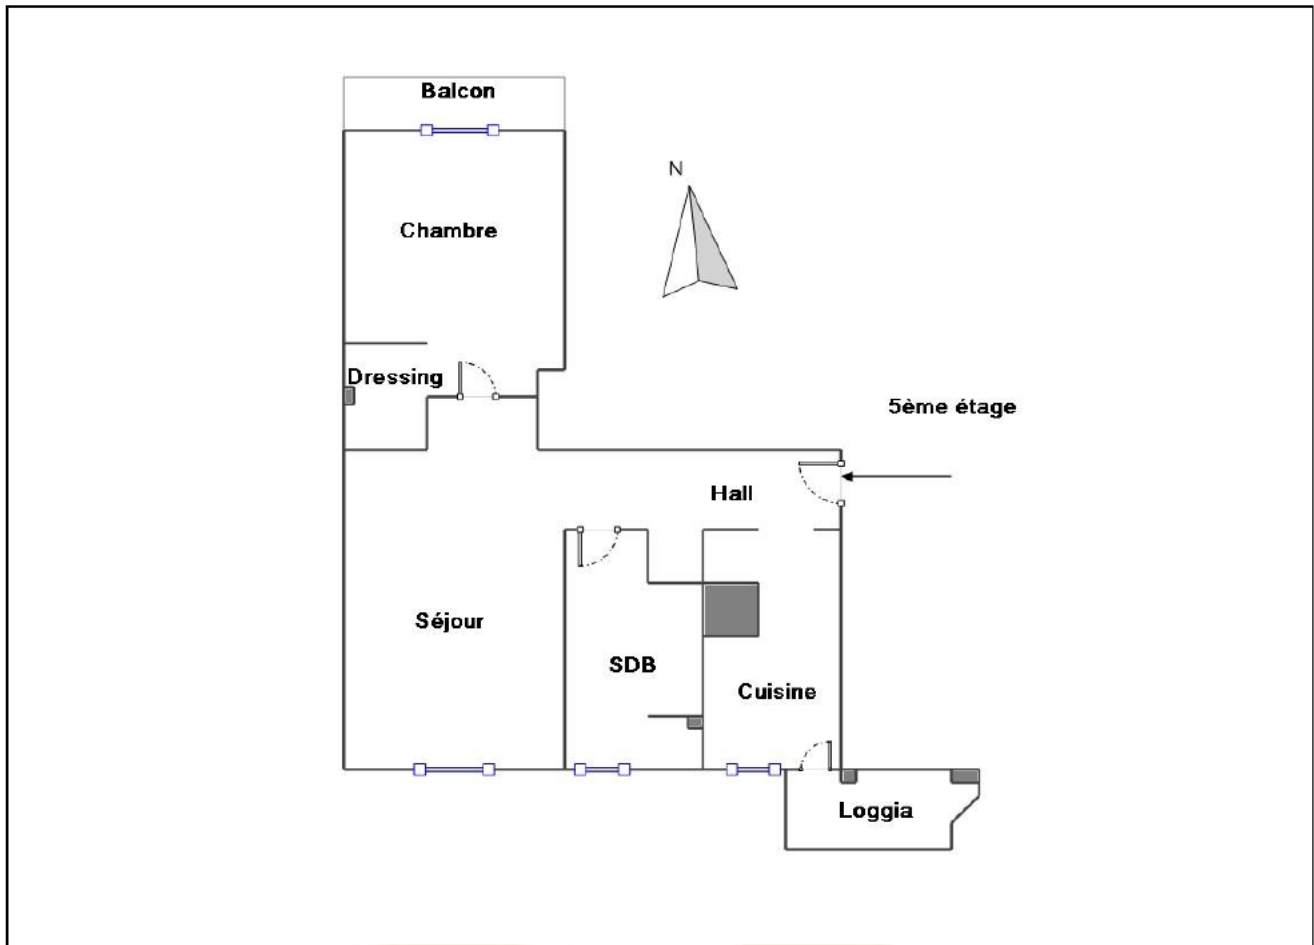 Balcon
N
Chambre
Dressing
5ème étage
Hall
Séjour
SDB
Cuisine
Loggia